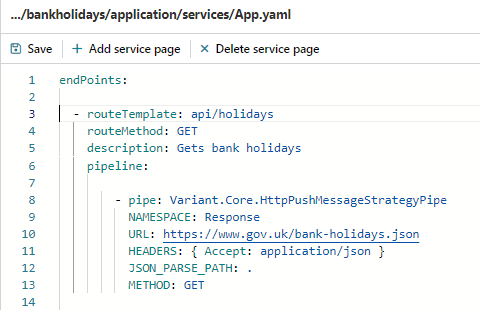 .../bankholidays/application/services/App.yaml
Save + Add service page × Delete service page
1 endPoints:
2
3 - routeTemplate: api/holidays
4 routeMethod: GET
5 description: Gets bank holidays
6 pipeline:
7
8 - pipe: Variant.Core.HttpPushMessageStrategyPipe
9 NAMESPACE: Response
10 URL: https://www.gov.uk/bank-holidays.json
11 HEADERS: { Accept: application/json }
12 JSON_PARSE_PATH: .
13 METHOD: GET
14